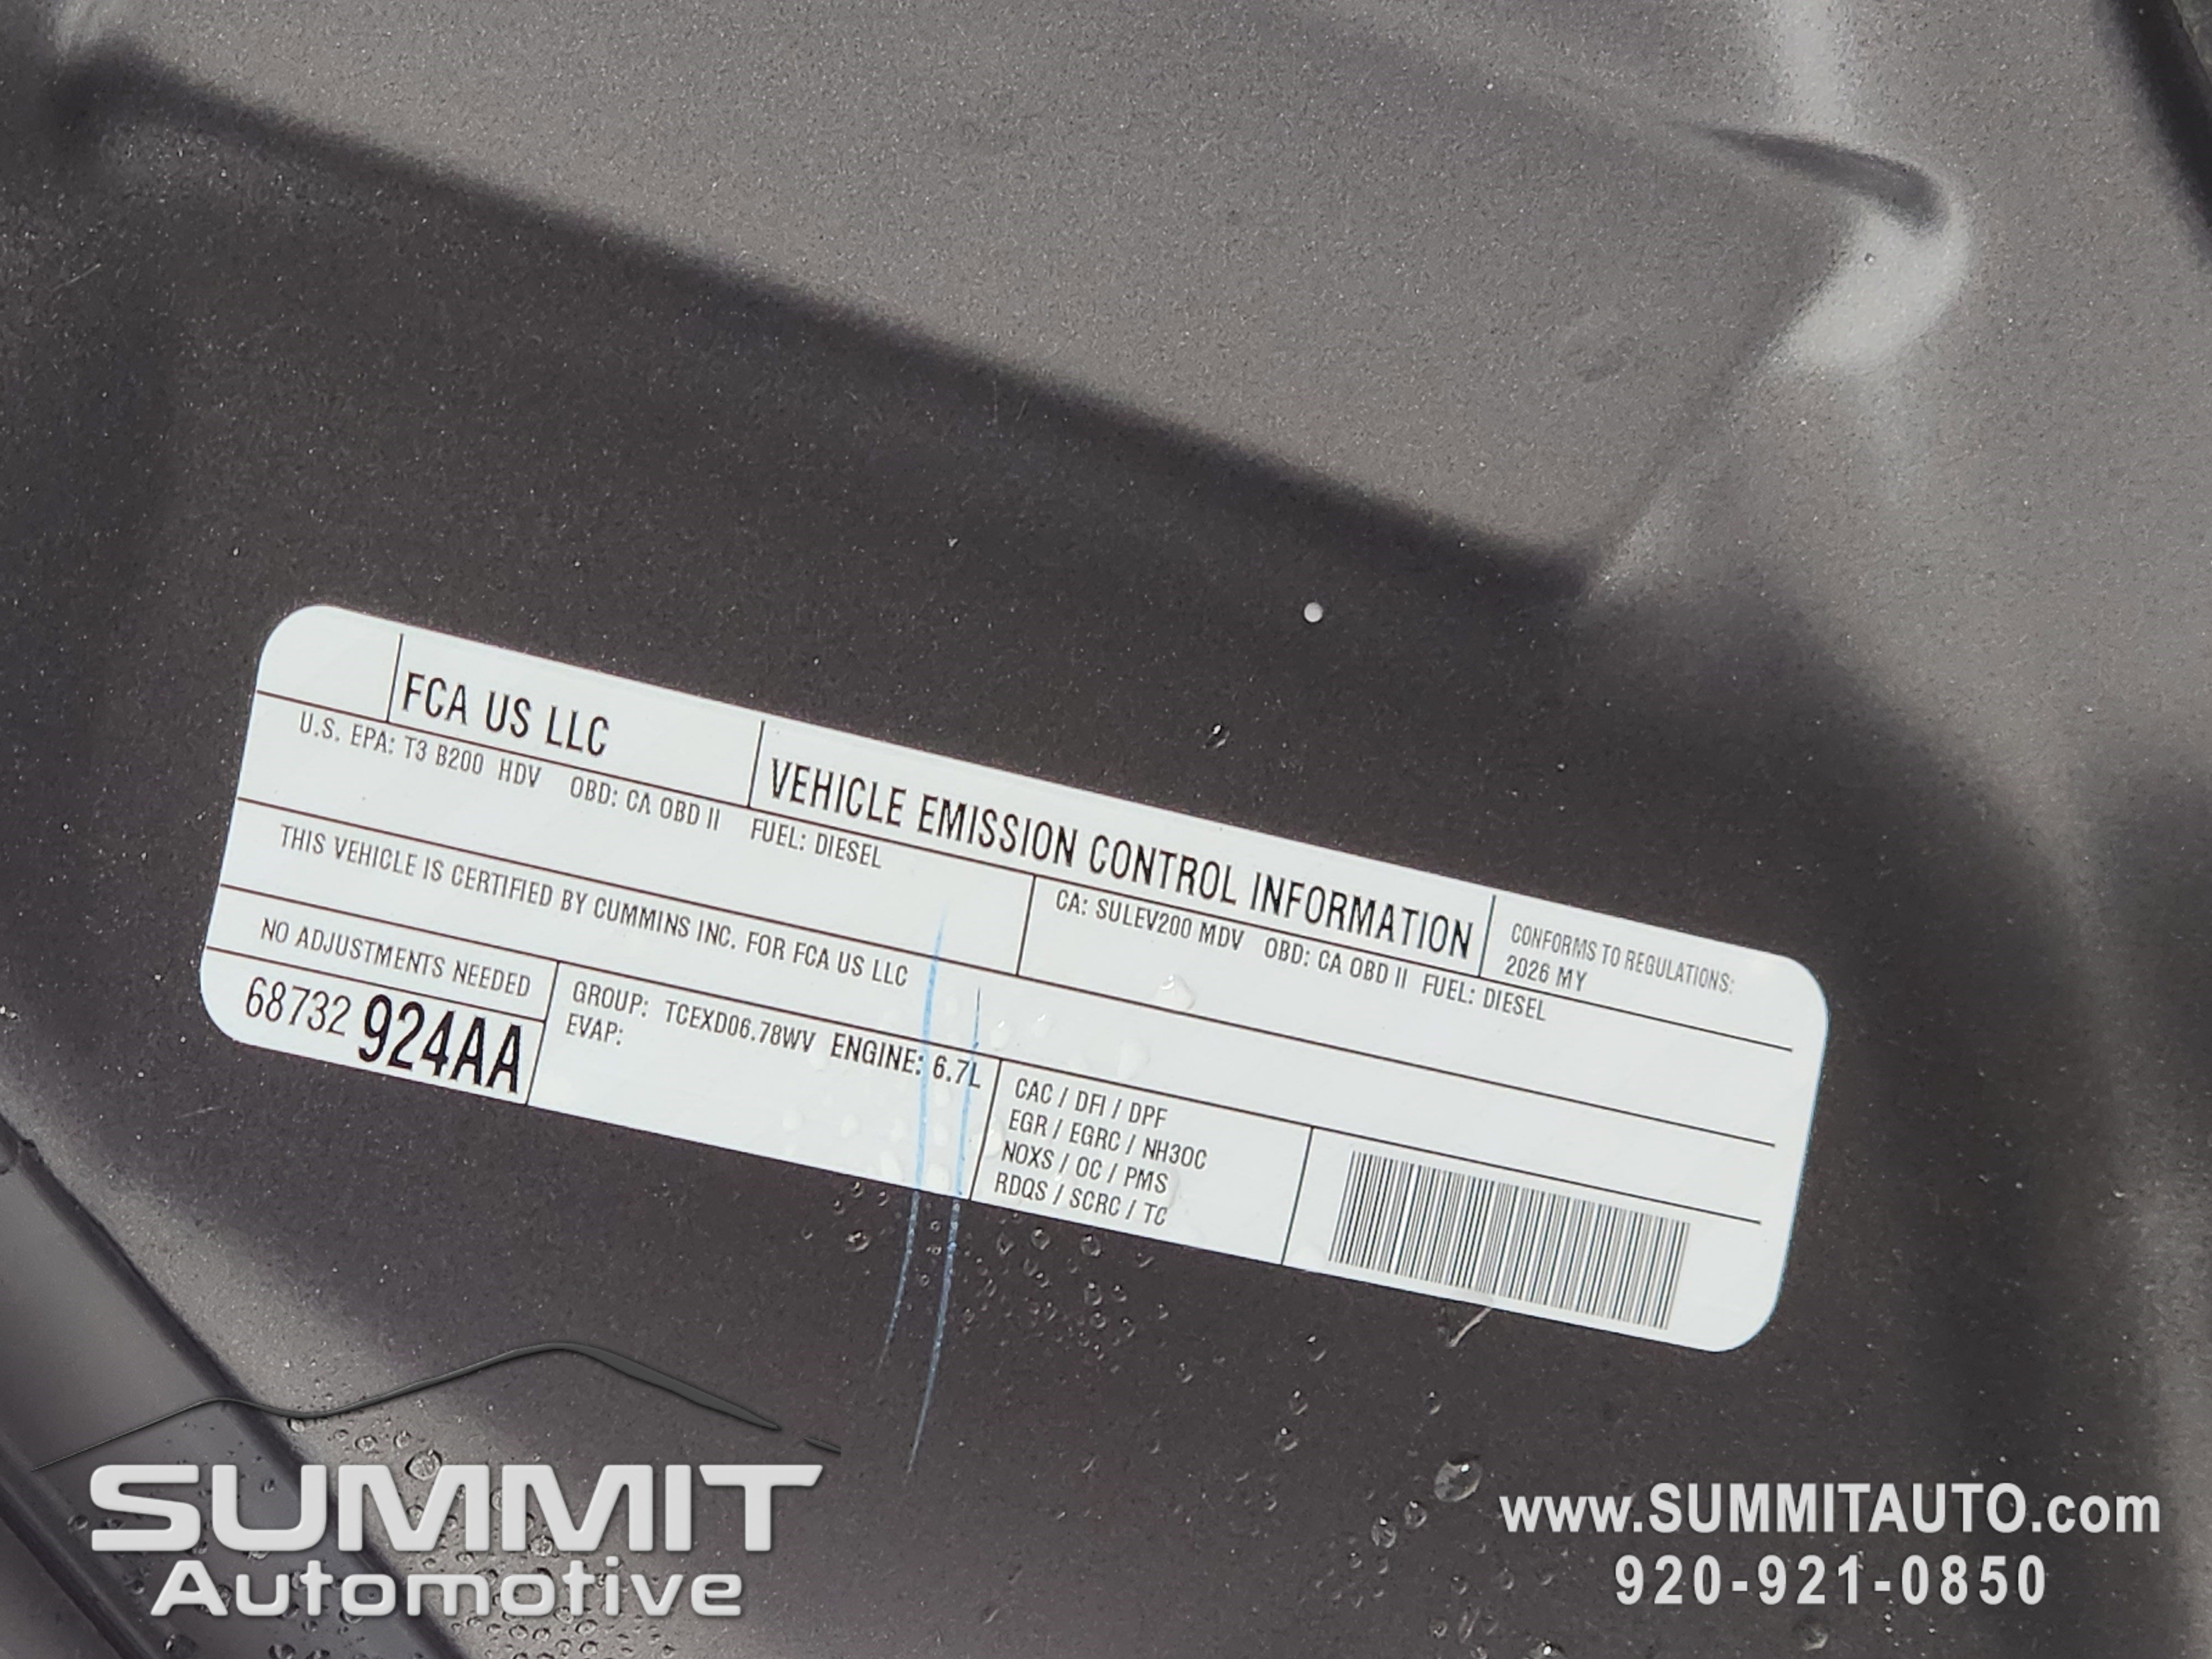 FCA US LLC
VEHICLE EMISSION CONTROL INFORMATION
CONFORMS TO REGULATIONS:
2026 MY
U.S. EPA: T3 B200 HDV OBD: CA OBD II FUEL: DIESEL
CA: SULEV200 MDV OBD: CA OBD II FUEL: DIESEL
THIS VEHICLE IS CERTIFIED BY CUMMINS INC. FOR FCA US LLC
NO ADJUSTMENTS NEEDED
68732 924AA
GROUP: TCEXD06.78WV ENGINE: 6.7L
EVAP:
CAC / DFI / DPF
EGR / EGRC / NH3OC
NOXS / OC / PMS
RDQS / SCRC / TC
SUMMIT
Automotive
www.SUMMITAUTO.com
920-921-0850